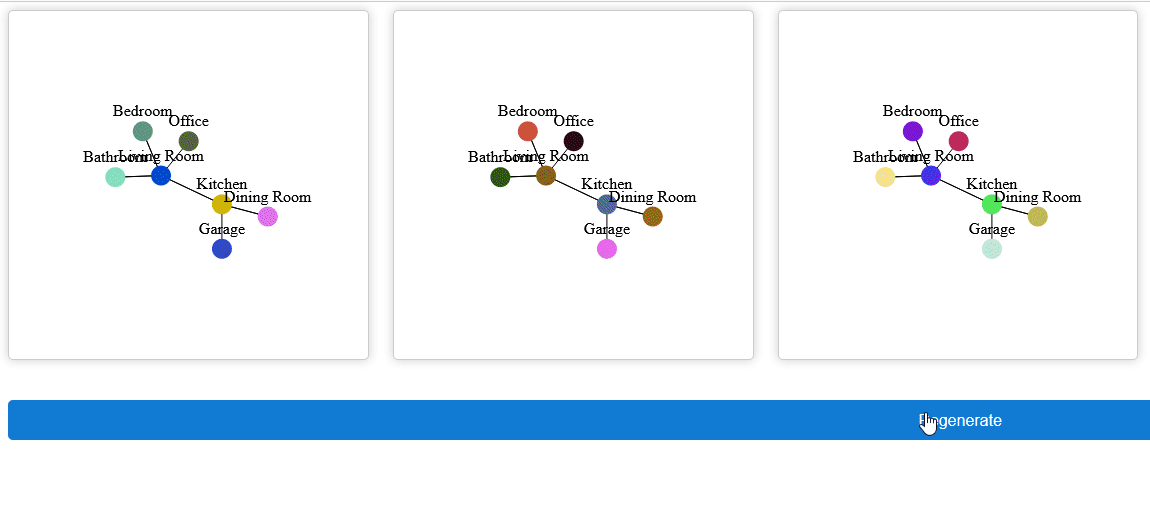 Bedroom
Office
Bathroom
Living Room
Kitchen
Dining Room
Garage
Bedroom
Office
Bathroom
Living Room
Kitchen
Dining Room
Garage
Bedroom
Office
Bathroom
Living Room
Kitchen
Dining Room
Garage
Regenerate